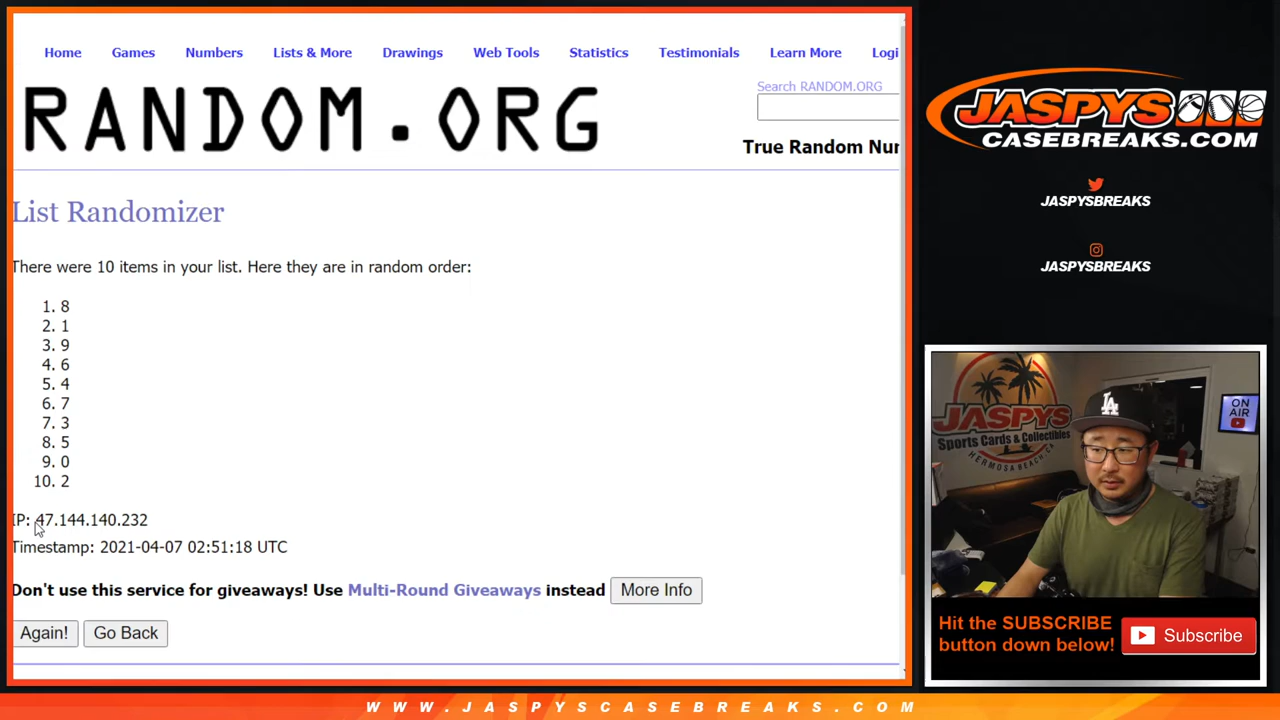 Home Games Numbers Lists & More Drawings Web Tools Statistics Testimonials Learn More Logi
RANDOM.ORG
Search RANDOM.ORG
True Random Nur
List Randomizer
There were 10 items in your list. Here they are in random order:
1. 8
2. 1
3. 9
4. 6
5. 4
6. 7
7. 3
8. 5
9. 0
10. 2
IP: 47.144.140.232
Timestamp: 2021-04-07 02:51:18 UTC
Don't use this service for giveaways! Use Multi-Round Giveaways instead More Info
Again! Go Back
JASPYS
CASEBREAKS.COM
JASPYSBREAKS
JASPYSBREAKS
JASPYS
Sports Cards & Collectibles
HERMOSA BEACH, CA
LA
ON
AIR
Hit the SUBSCRIBE
button down below!
Subscribe
WWW.JASPYSCASEBREAKS.COM